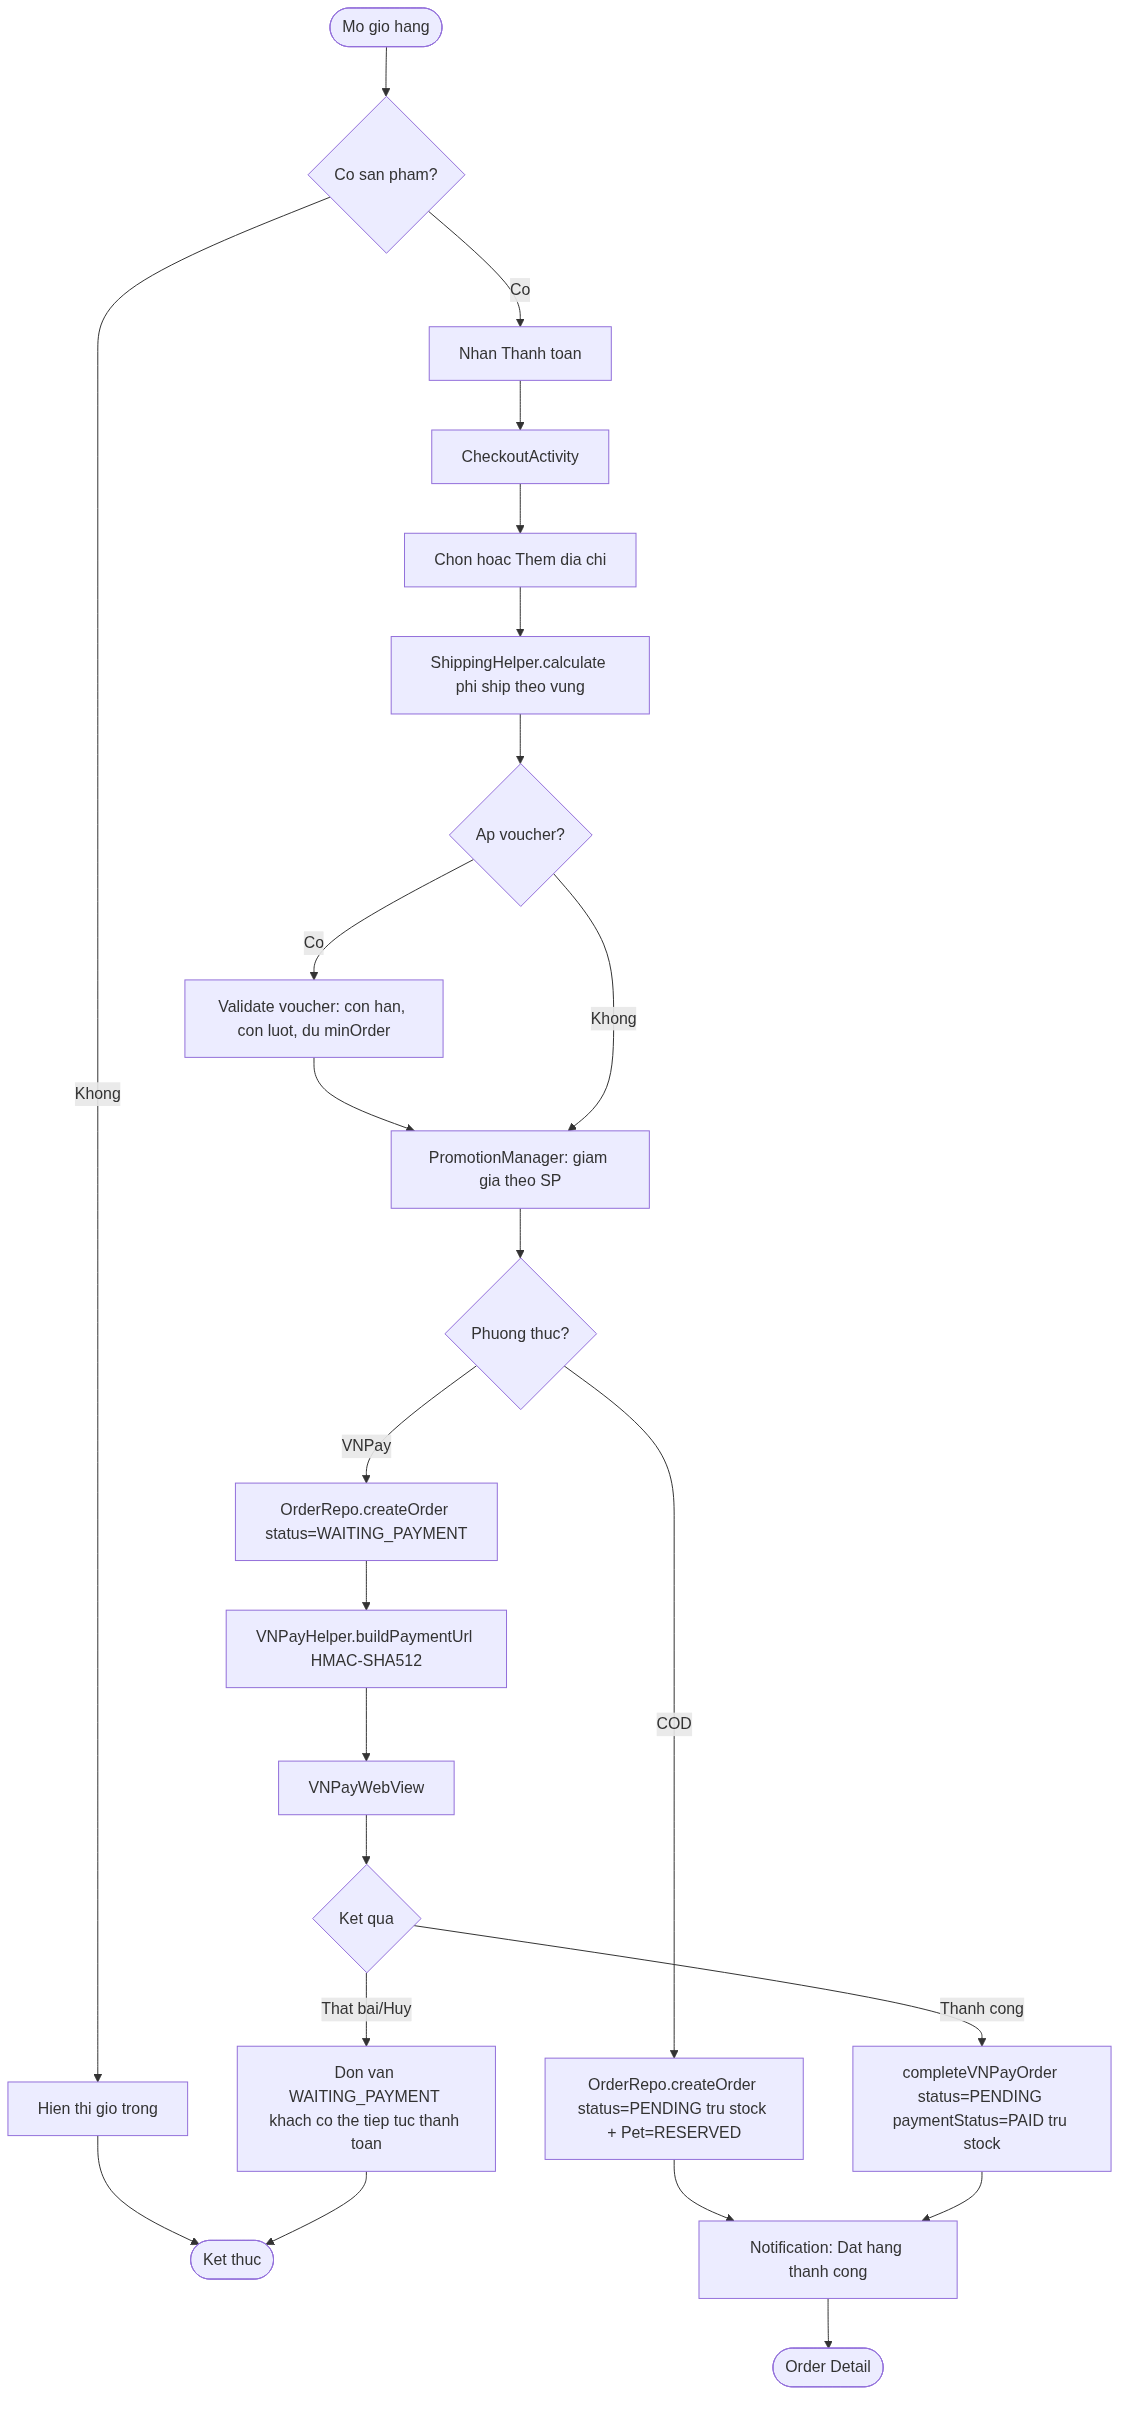 Mo gio hang
Co san pham?
Co
Nhan Thanh toan
CheckoutActivity
Chon hoac Them dia chi
ShippingHelper.calculate
phi ship theo vung
Ap voucher?
Co
Validate voucher: con han,
con luot, du minOrder
Khong
Khong
PromotionManager: giam
gia theo SP
Phuong thuc?
VNPay
OrderRepo.createOrder
status=WAITING_PAYMENT
VNPayHelper.buildPaymentUrl
HMAC-SHA512
COD
VNPayWebView
Ket qua
That bai/Huy
Thanh cong
Hien thi gio trong
Don van
WAITING_PAYMENT
khach co the tiep tuc thanh
toan
OrderRepo.createOrder
status=PENDING tru stock
+ Pet=RESERVED
completeVNPayOrder
status=PENDING
paymentStatus=PAID tru
stock
Ket thuc
Notification: Dat hang
thanh cong
Order Detail